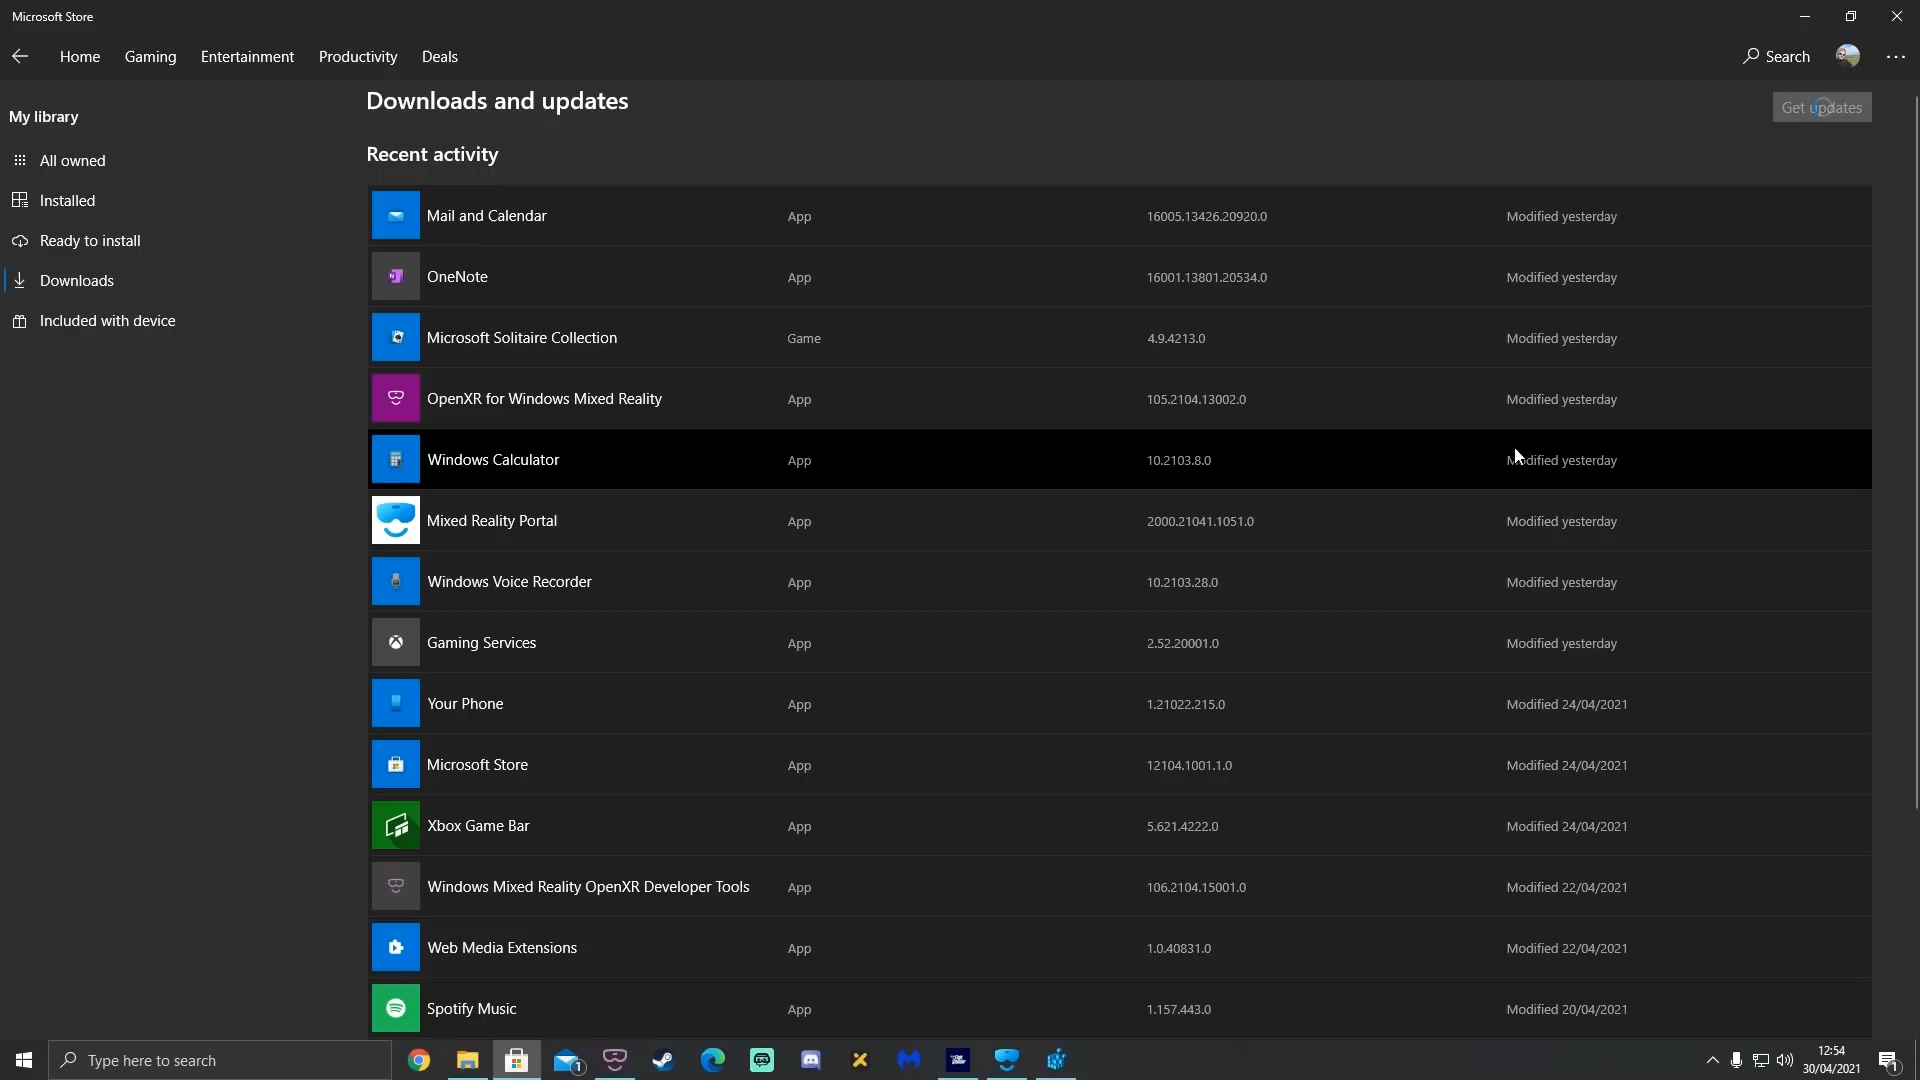 Microsoft Store
Home Gaming Entertainment Productivity Deals Search
My library
All owned
Installed
Ready to install
Downloads
Included with device
Downloads and updates
Get updates
Recent activity
Mail and Calendar App 16005.13426.20920.0 Modified yesterday
OneNote App 16001.13801.20534.0 Modified yesterday
Microsoft Solitaire Collection Game 4.9.4213.0 Modified yesterday
OpenXR for Windows Mixed Reality App 105.2104.13002.0 Modified yesterday
Windows Calculator App 10.2103.8.0 Modified yesterday
Mixed Reality Portal App 2000.21041.1051.0 Modified yesterday
Windows Voice Recorder App 10.2103.28.0 Modified yesterday
Gaming Services App 2.52.20001.0 Modified yesterday
Your Phone App 1.21022.215.0 Modified 24/04/2021
Microsoft Store App 12104.1001.1.0 Modified 24/04/2021
Xbox Game Bar App 5.621.4222.0 Modified 24/04/2021
Windows Mixed Reality OpenXR Developer Tools App 106.2104.15001.0 Modified 22/04/2021
Web Media Extensions App 1.0.40831.0 Modified 22/04/2021
Spotify Music App 1.157.443.0 Modified 20/04/2021
Type here to search
1
12:54
30/04/2021
1